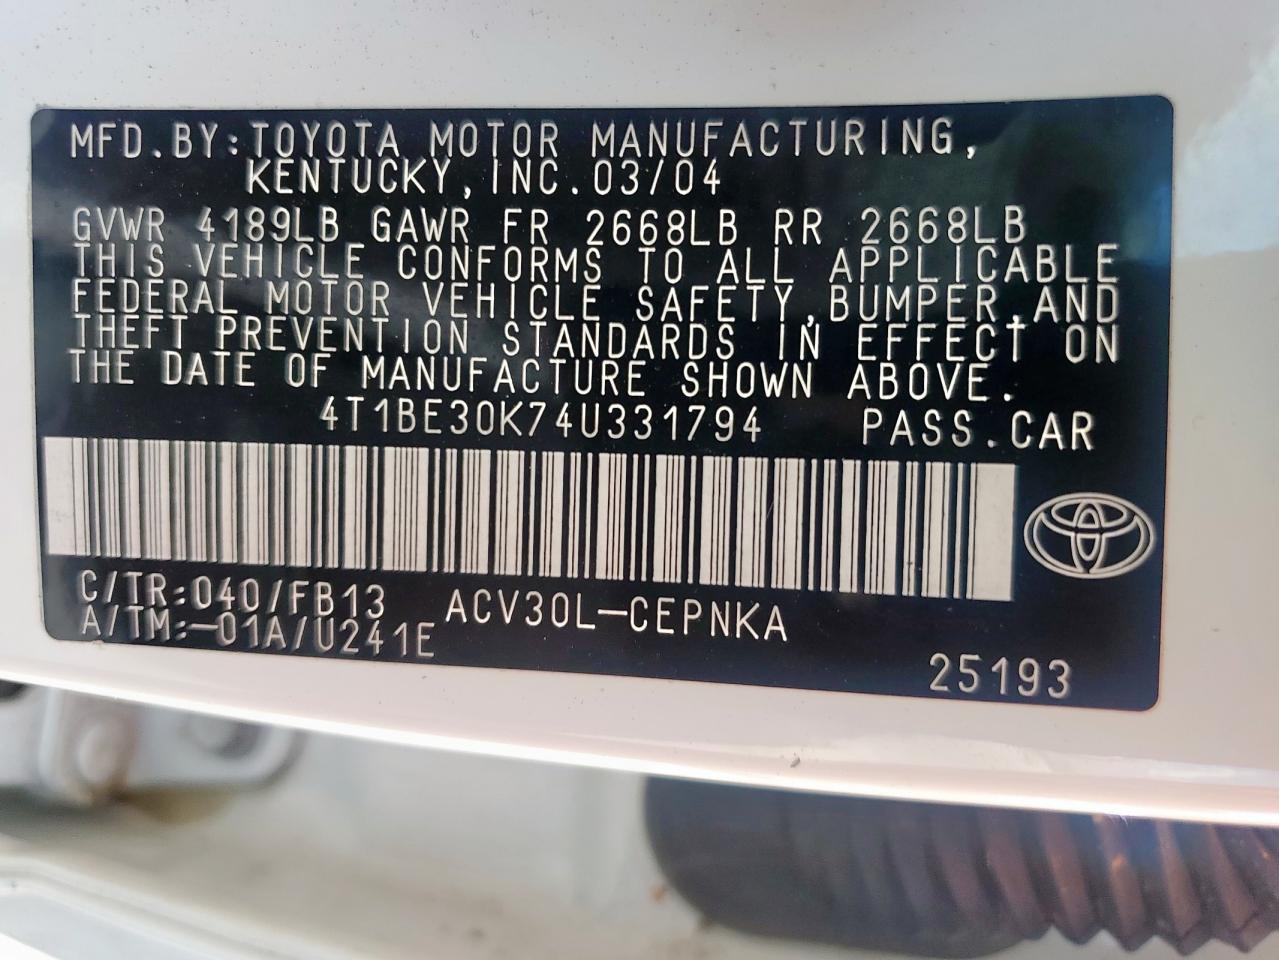 MFD.BY:TOYOTA MOTOR MANUFACTURING,
KENTUCKY,INC.03/04
GVWR 4189LB GAWR FR 2668LB RR 2668LB
THIS VEHICLE CONFORMS TO ALL APPLICABLE
FEDERAL MOTOR VEHICLE SAFETY,BUMPER,AND
THEFT PREVENTION STANDARDS IN EFFECT ON
THE DATE OF MANUFACTURE SHOWN ABOVE.
4T1BE30K74U331794 PASS.CAR
C/TR:040/FB13 ACV30L-CEPNKA
A/TM:-01A/U241E
25193